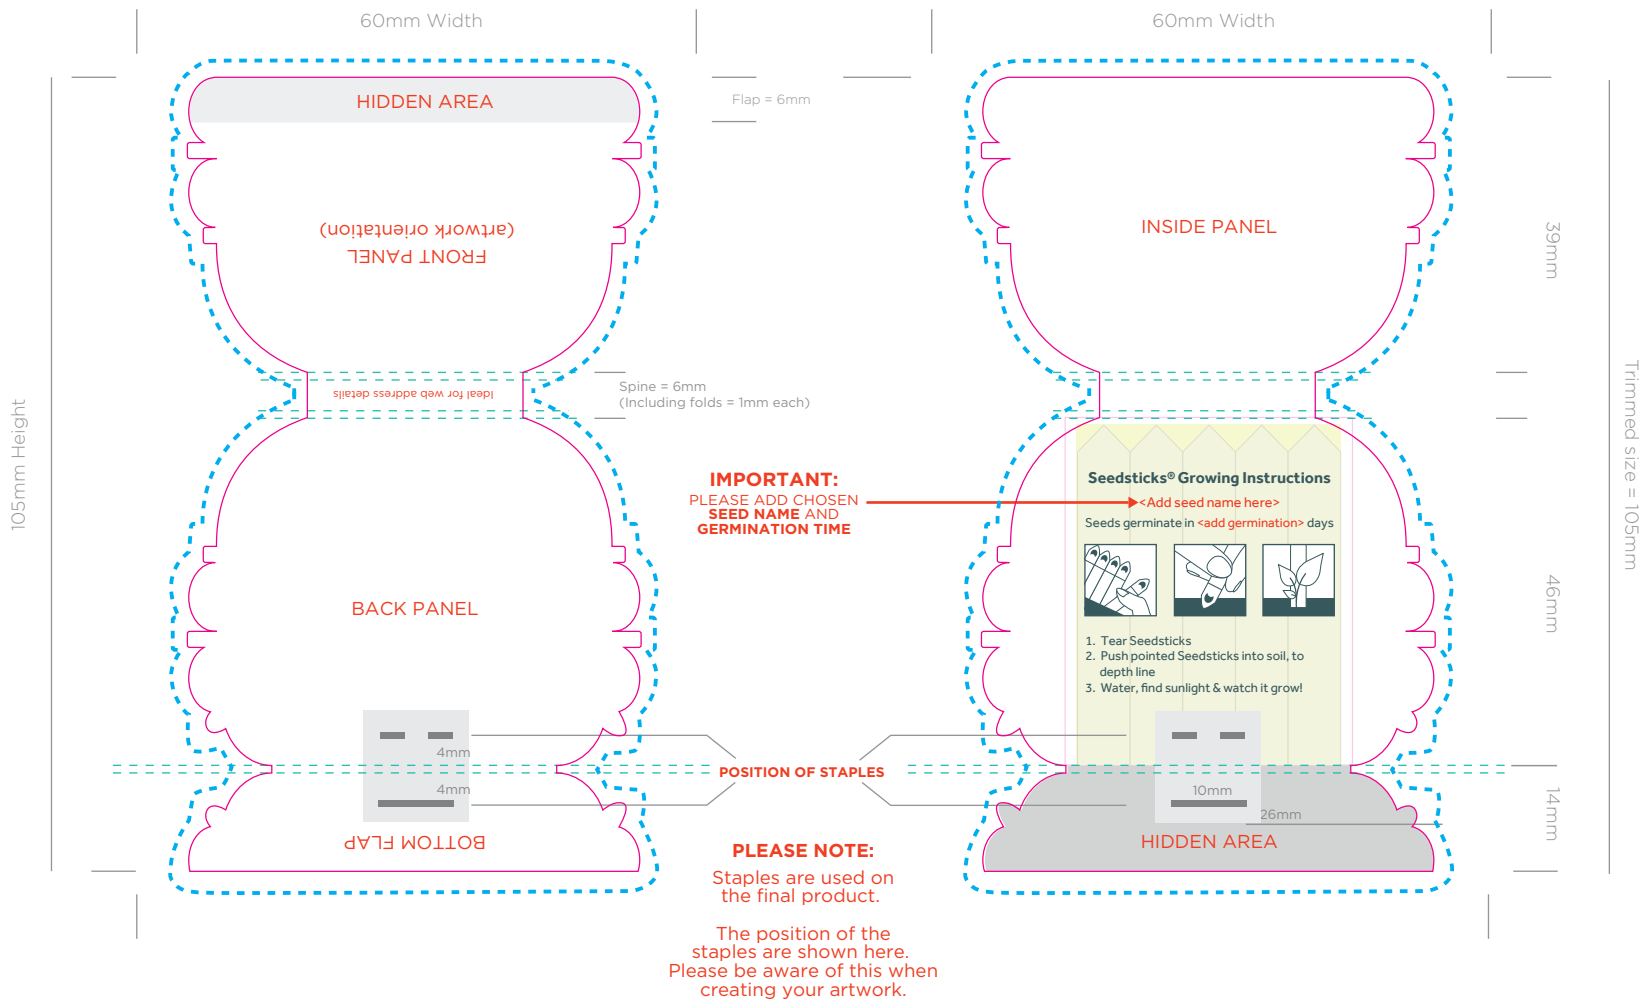 60mm Width
60mm Width
HIDDEN AREA
Flap = 6mm
FRONT PANEL
(artwork orientation)
INSIDE PANEL
39mm
Trimmed size = 105mm
105mm Height
Ideal for web address details
Spine = 6mm
(Including folds = 1mm each)
IMPORTANT:
PLEASE ADD CHOSEN
SEED NAME AND
GERMINATION TIME
Seedsticks® Growing Instructions
<Add seed name here>
Seeds germinate in <add germination> days
BACK PANEL
46mm
1. Tear Seedsticks
2. Push pointed Seedsticks into soil, to
depth line
3. Water, find sunlight & watch it grow!
4mm
4mm
POSITION OF STAPLES
10mm
26mm
14mm
BOTTOM FLAP
HIDDEN AREA
PLEASE NOTE:
Staples are used on
the final product.
The position of the
staples are shown here.
Please be aware of this when
creating your artwork.